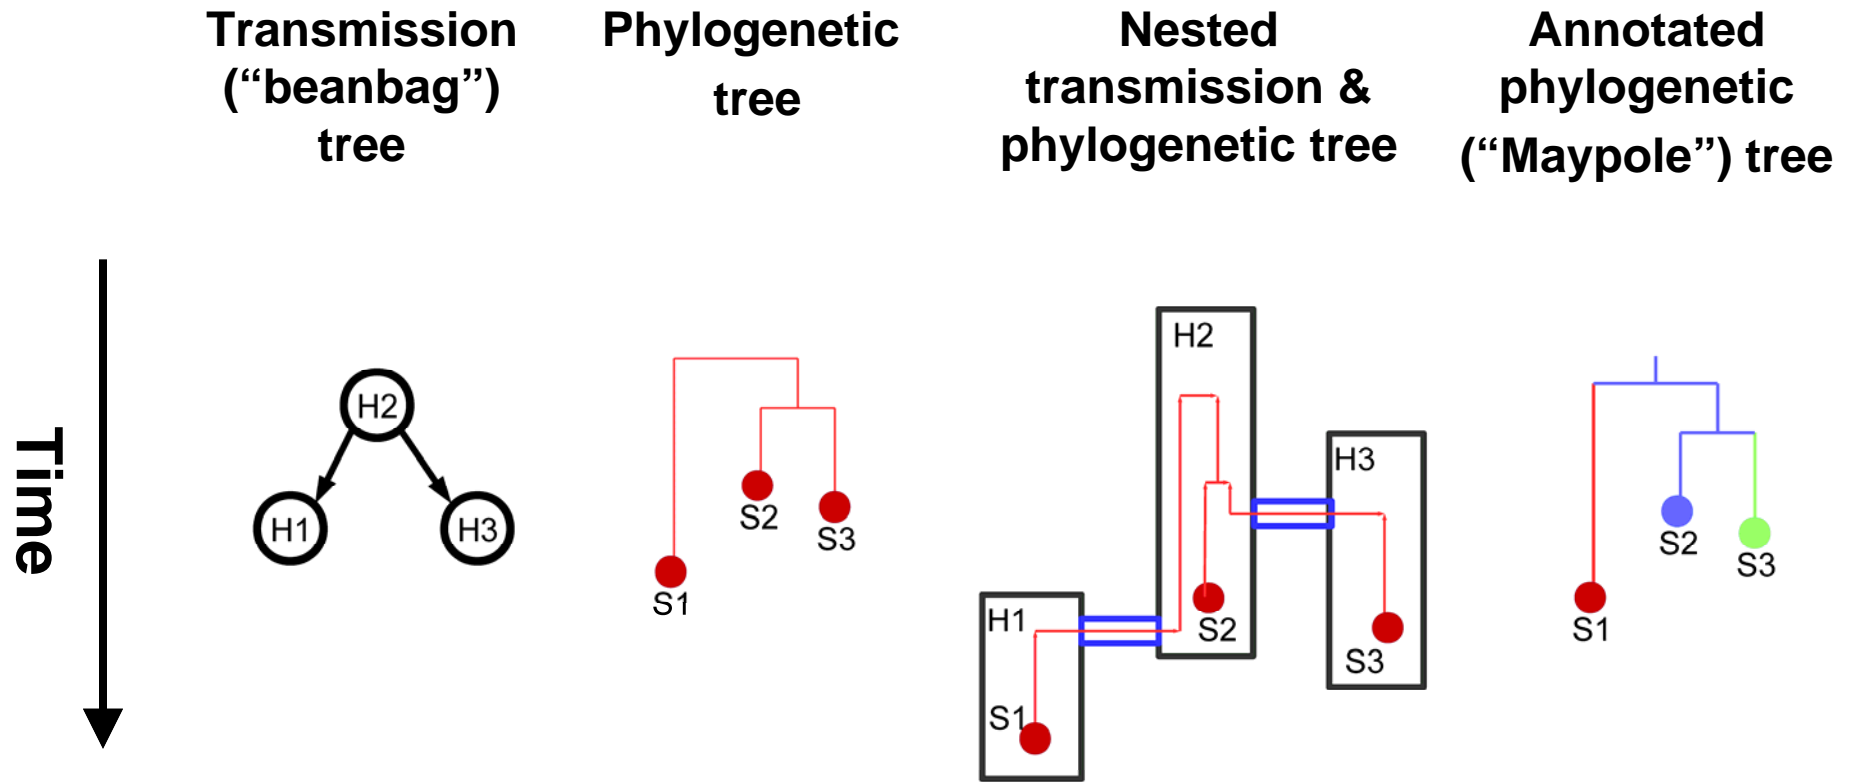 Transmission
(“beanbag”)
tree
Phylogenetic
tree
Nested
transmission &
phylogenetic tree
Annotated
phylogenetic
(“Maypole”) tree
Time
H2
H1
H3
S2
S3
S1
H2
H3
H1
S2
S3
S1
S2
S3
S1